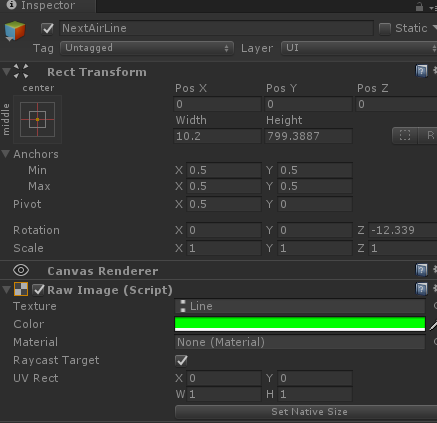 Inspector
NextAirLine Static
Tag Untagged Layer UI
Rect Transform
center Pos X Pos Y Pos Z
middle 0 0 0
Width Height
10.2 799.3887 R
Anchors
Min X 0.5 Y 0.5
Max X 0.5 Y 0.5
Pivot X 0.5 Y 0
Rotation X 0 Y 0 Z -12.339
Scale X 1 Y 1 Z 1
Canvas Renderer
Raw Image (Script)
Texture Line
Color
Material None (Material)
Raycast Target
UV Rect X 0 Y 0
W 1 H 1
Set Native Size